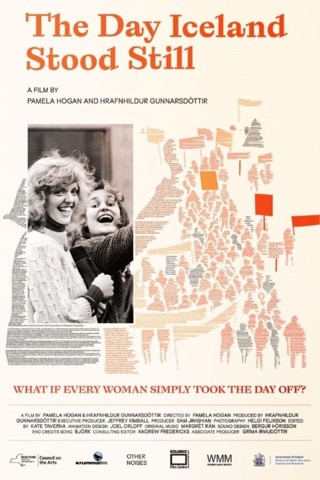 The Day Iceland
Stood Still
A FILM BY
PAMELA HOGAN AND HRAFNHILDUR GUNNARSDÓTTIR
WHAT IF EVERY WOMAN SIMPLY TOOK THE DAY OFF?
A FILM BY PAMELA HOGAN & HRAFNHILDUR GUNNARSDÓTTIR DIRECTED BY PAMELA HOGAN PRODUCED BY HRAFNHILDUR
GUNNARSDÓTTIR EXECUTIVE PRODUCER JEFFREY KIMBALL PRODUCER SAM JINISHIAN PHOTOGRAPHY HELGI FELIXSON EDITED
BY KATE TAVERNA ANIMATION DESIGN JOEL ORLOFF ORIGINAL MUSIC MARGRÉT RÁN SOUND DESIGN BERGUR ÞÓRISSON
END CREDITS SONG BJÖRK CONSULTING EDITOR ANDREW FREDERICKS ASSOCIATE PRODUCER
Council on
the Arts
krumma
OTHER
NOISES
WMM